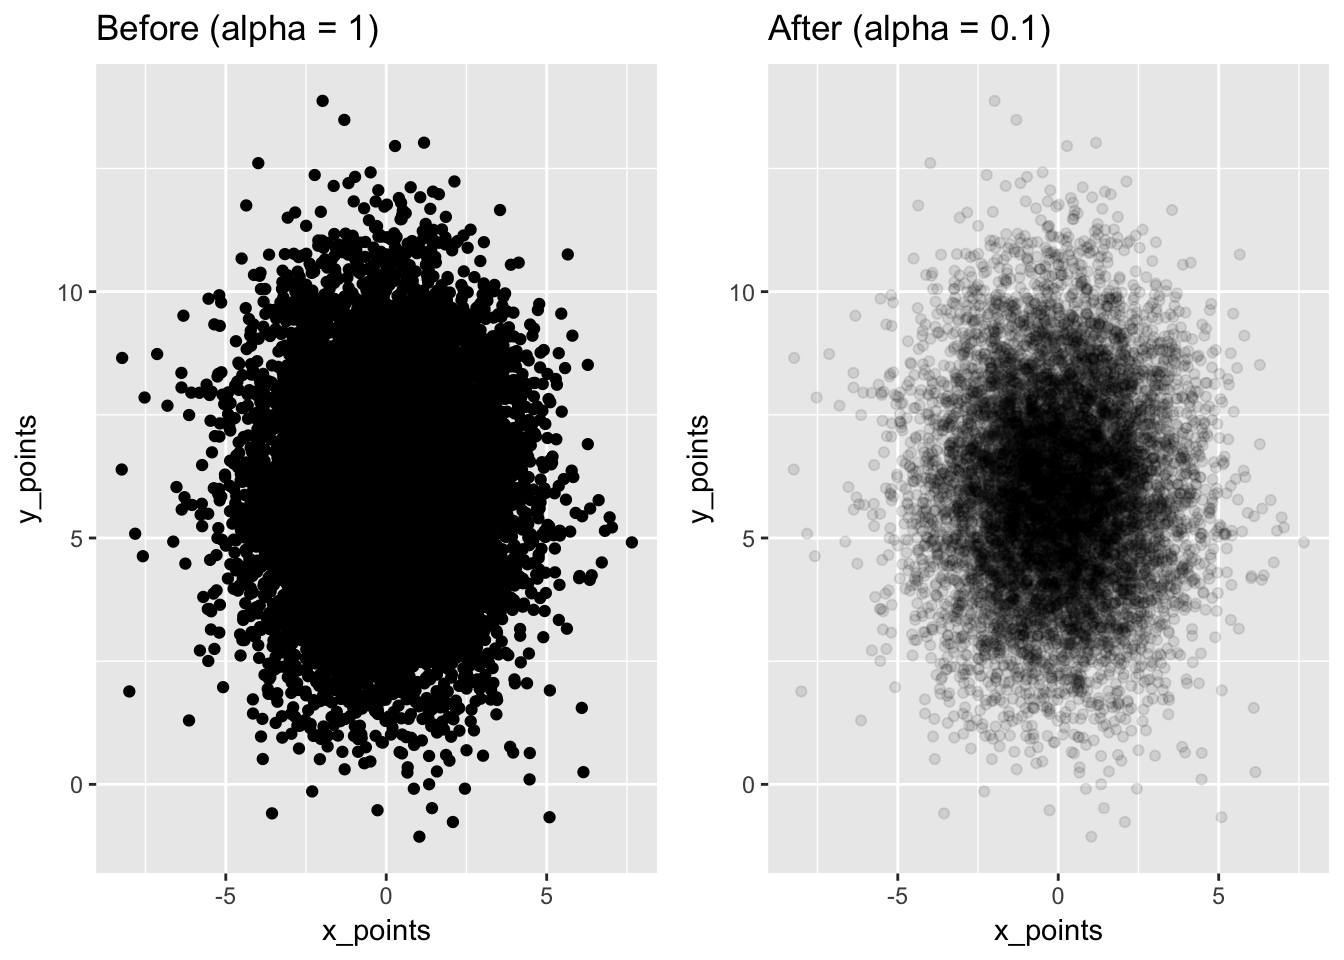 Before (alpha = 1)
y_points
10
5
0
-5 0 5
x_points
After (alpha = 0.1)
y_points
10
5
0
-5 0 5
x_points